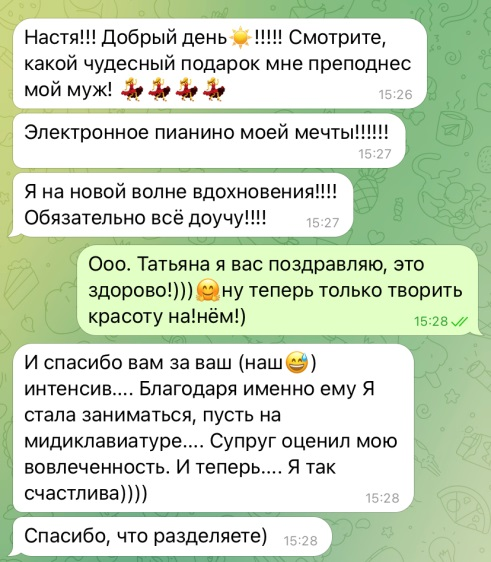 Настя!!! Добрый день☀️!!!!! Смотрите,
какой чудесный подарок мне преподнес
мой муж! 💃💃💃💃
15:26
Электронное пианино моей мечты!!!!!!
15:27
Я на новой волне вдохновения!!!!
Обязательно всё доучу!!!!
15:27
Ооо. Татьяна я вас поздравляю, это
здорово!)))🤗ну теперь только творить
красоту на!нём!)
15:28
И спасибо вам за ваш (наш😅)
интенсив.... Благодаря именно ему Я
стала заниматься, пусть на
мидиклавиатуре.... Супруг оценил мою
вовлеченность. И теперь.... Я так
счастлива))))
15:28
Спасибо, что разделяете)
15:28